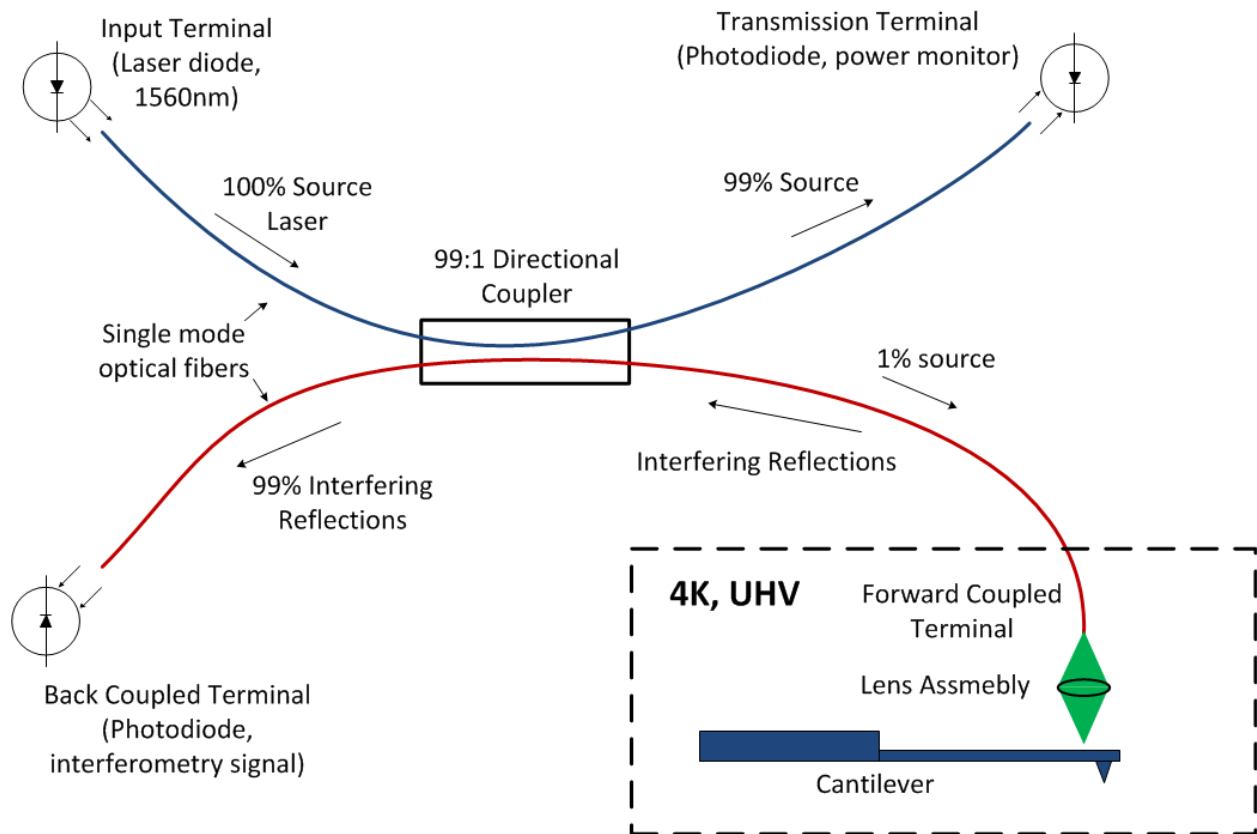 Input Terminal
(Laser diode,
1560nm)
Transmission Terminal
(Photodiode, power monitor)
100% Source
Laser
99% Source
99:1 Directional
Coupler
Single mode
optical fibers
1% source
Interfering Reflections
99% Interfering
Reflections
4K, UHV
Forward Coupled
Terminal
Lens Assmebly
Back Coupled Terminal
(Photodiode,
interferometry signal)
Cantilever